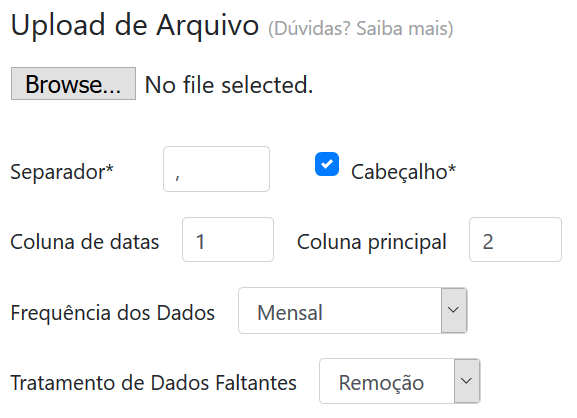 Upload de Arquivo (Dúvidas? Saiba mais)
Browse... No file selected.
Separador* , Cabeçalho*
Coluna de datas 1 Coluna principal 2
Frequência dos Dados Mensal
Tratamento de Dados Faltantes Remoção